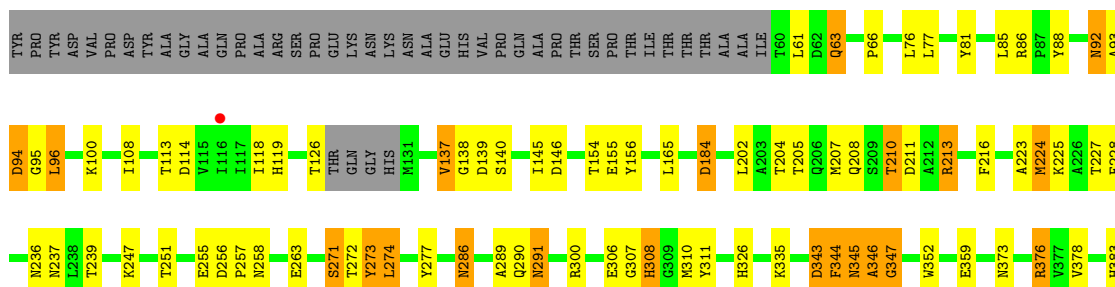 TYR PRO TYR ASP VAL PRO ASP TYR ALA GLY ALA GLN PRO ALA ARG SER PRO GLU LYS ASN LYS ASN ALA GLU HIS VAL PRO GLN ALA PRO THR SER PRO THR ILE THR THR THR ALA ALA ILE T60 L61 D62 Q63 P66 L76 L77 Y81 L85 R86 P87 Y88 N92 A93
D94 G95 L96 K100 I108 T113 D114 V115 I116 I117 I118 H119 T126 THR GLN GLY HIS M131 V137 G138 D139 S140 I145 D146 T154 E155 Y156 L165 D184 L202 A203 T204 T205 Q206 M207 Q208 S209 T210 D211 A212 R213 F216 A223 M224 K225 A226 T227
N236 N237 L238 T239 K247 T251 E255 D256 P257 N258 E263 S271 T272 Y273 L274 Y277 N286 A289 Q290 N291 R300 E306 G307 H308 G309 M310 Y311 H326 K335 D343 F344 N345 A346 G347 W352 E359 N373 R376 V377 V378